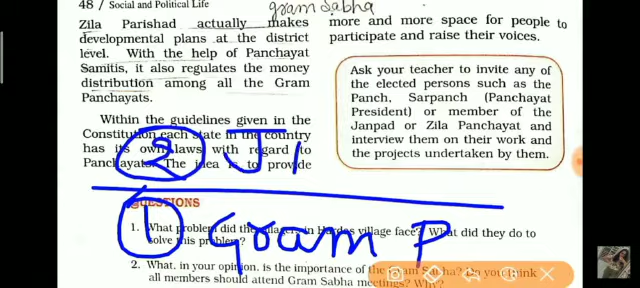 48 / Social and Political Life
gram Sabha
Zila Parishad actually makes
developmental plans at the district
level. With the help of Panchayat
Samitis, it also regulates the money
distribution among all the Gram
Panchayats.
Within the guidelines given in the
Constitution each state in the country
has its own laws with regard to
Panchayats. The idea is to provide
more and more space for people to
participate and raise their voices.
Ask your teacher to invite any of
the elected persons such as the
Panch, Sarpanch (Panchayat
President) or member of the
Janpad or Zila Panchayat and
interview them on their work and
the projects undertaken by them.
② J1
QUESTIONS
① Gram P
1. What problem did the villagers in Hardas village face? What did they do to
solve this problem?
2. What, in your opinion, is the importance of the Gram Sabha? Do you think
all members should attend Gram Sabha meetings? Why?